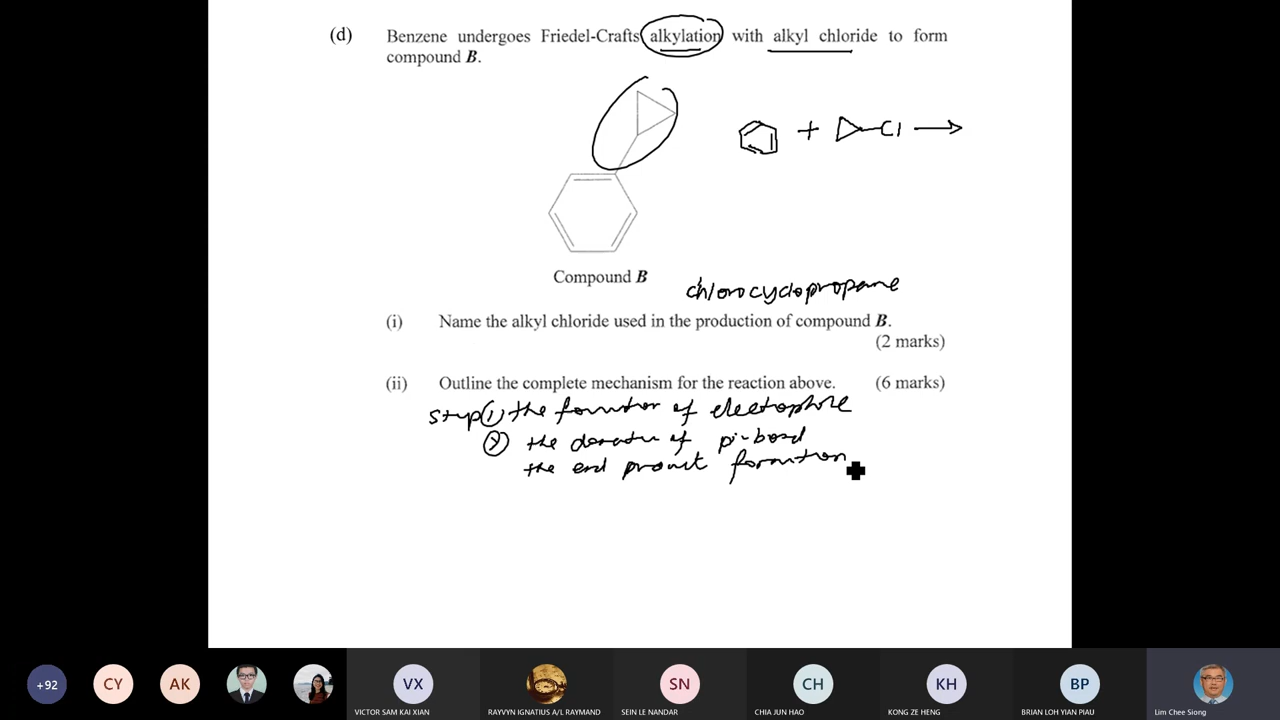 (d) Benzene undergoes Friedel-Crafts alkylation with alkyl chloride to form
compound B.
+ Cl
Compound B
chlorocyclopropane
(i) Name the alkyl chloride used in the production of compound B.
(2 marks)
(ii) Outline the complete mechanism for the reaction above. (6 marks)
step (1) the formation of electrophile
(2) the of pi-bond
the end product formation
+92
CY
AK
VX
SN
CH
KH
BP
VICTOR SAM KAI XIAN
RAYVYN IGNATIUS A/L RAYMAND
SEIN LE NANDAR
CHIA JUN HAO
KONG ZE HENG
BRIAN LOH YIAN PIAU
Lim Chee Siong